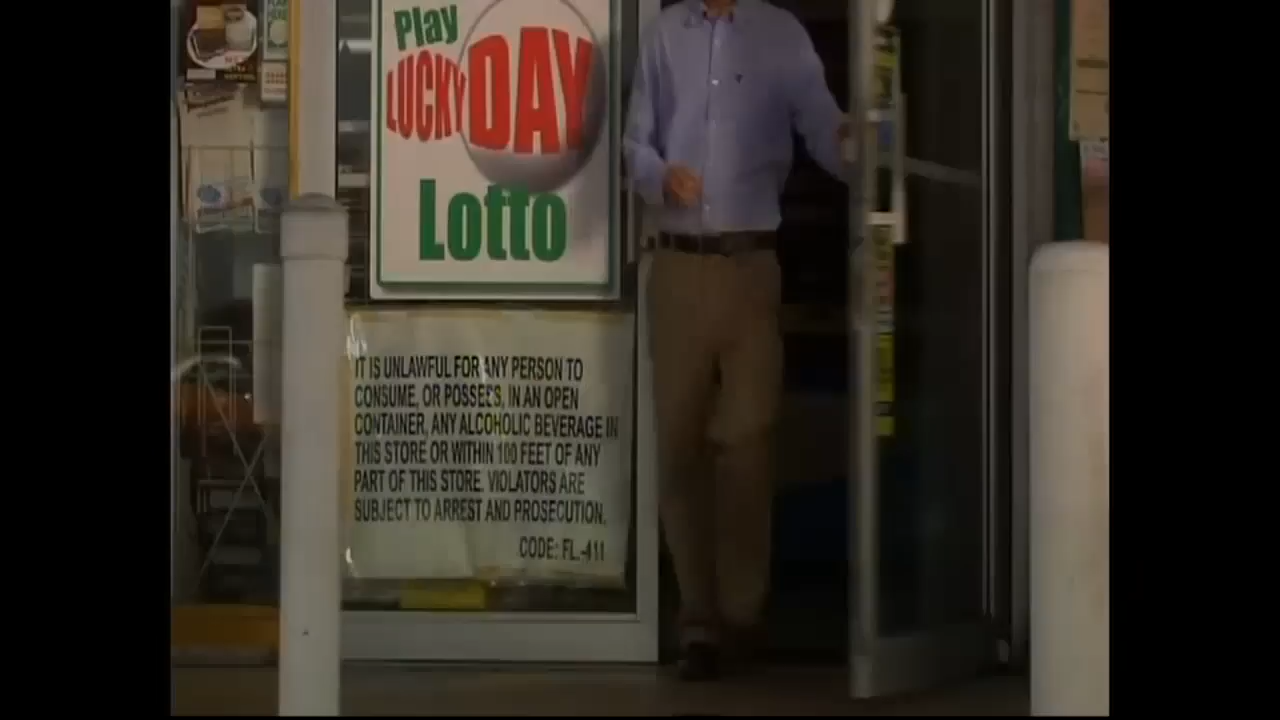 Play
LUCKY DAY
Lotto
IT IS UNLAWFUL FOR ANY PERSON TO
CONSUME, OR POSSEES, IN AN OPEN
CONTAINER, ANY ALCOHOLIC BEVERAGE IN
THIS STORE OR WITHIN 100 FEET OF ANY
PART OF THIS STORE. VIOLATORS ARE
SUBJECT TO ARREST AND PROSECUTION.
CODE: FL.-411